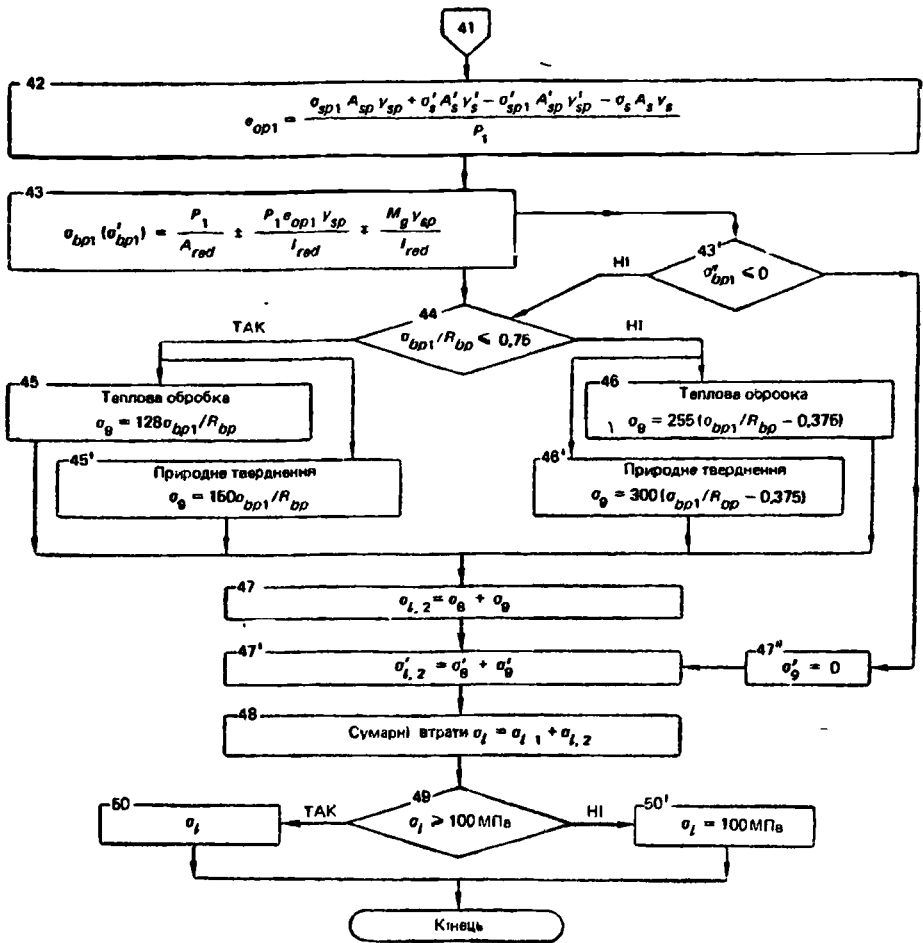 41
42
e_op1 = (σ_sp1 A_sp y_sp + σ'_s A'_s y'_s − σ'_sp1 A'_sp y'_sp − σ_s A_s y_s) / P_1
43
σ_bp1 (σ'_bp1) = P_1 / A_red ± P_1 e_op1 y_sp / I_red ∓ M_g y_sp / I_red
43'
σ'_bp1 ≤ 0
НІ
44
σ_bp1/R_bp ≤ 0,75
ТАК
НІ
45
Теплова обробка
σ_9 = 128σ_bp1/R_bp
46
Теплова обробка
σ_9 = 255(σ_bp1/R_bp − 0,375)
45'
Природне тверднення
σ_9 = 150σ_bp1/R_bp
46'
Природне тверднення
σ_9 = 300(σ_bp1/R_bp − 0,375)
47
σ_l,2 = σ_8 + σ_9
47'
σ'_l,2 = σ'_8 + σ'_9
47"
σ'_9 = 0
48
Сумарні втрати σ_l = σ_l 1 + σ_l,2
49
σ_l ⩾ 100 МПа
ТАК
НІ
50
σ_l
50'
σ_l = 100 МПа
Кінець